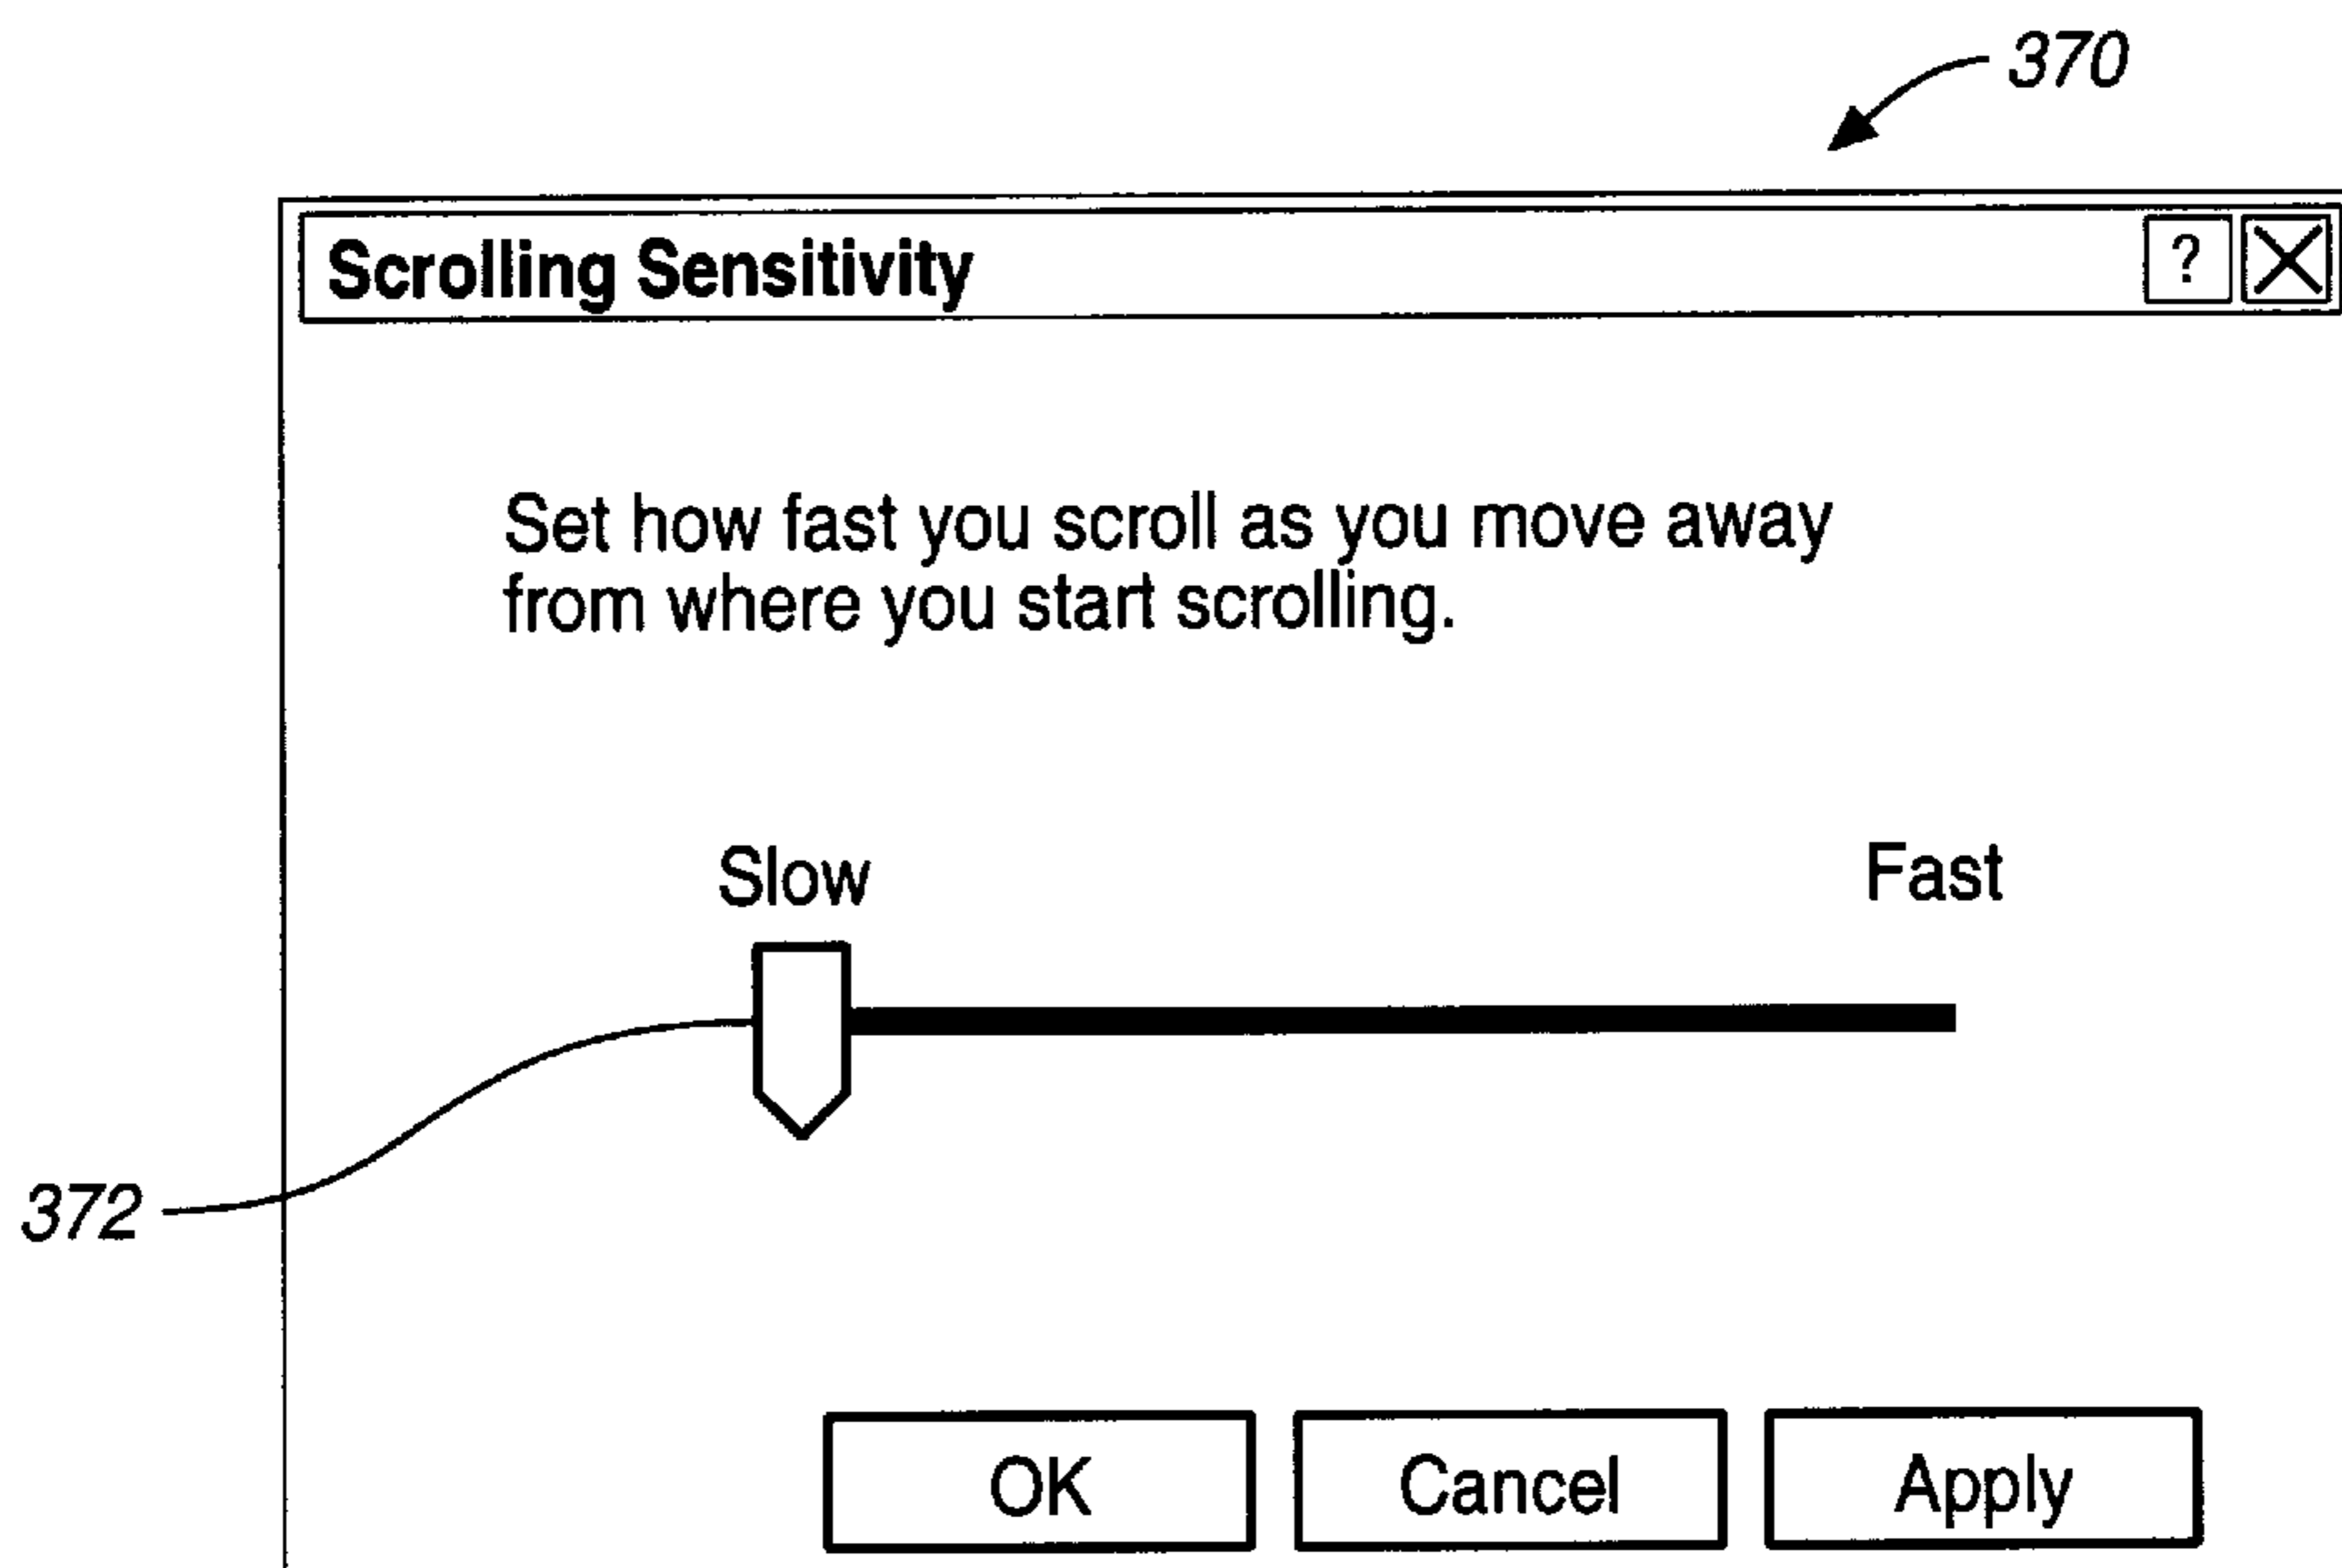 370
Scrolling Sensitivity ?
Set how fast you scroll as you move away
from where you start scrolling.
Slow Fast
372
OK Cancel Apply